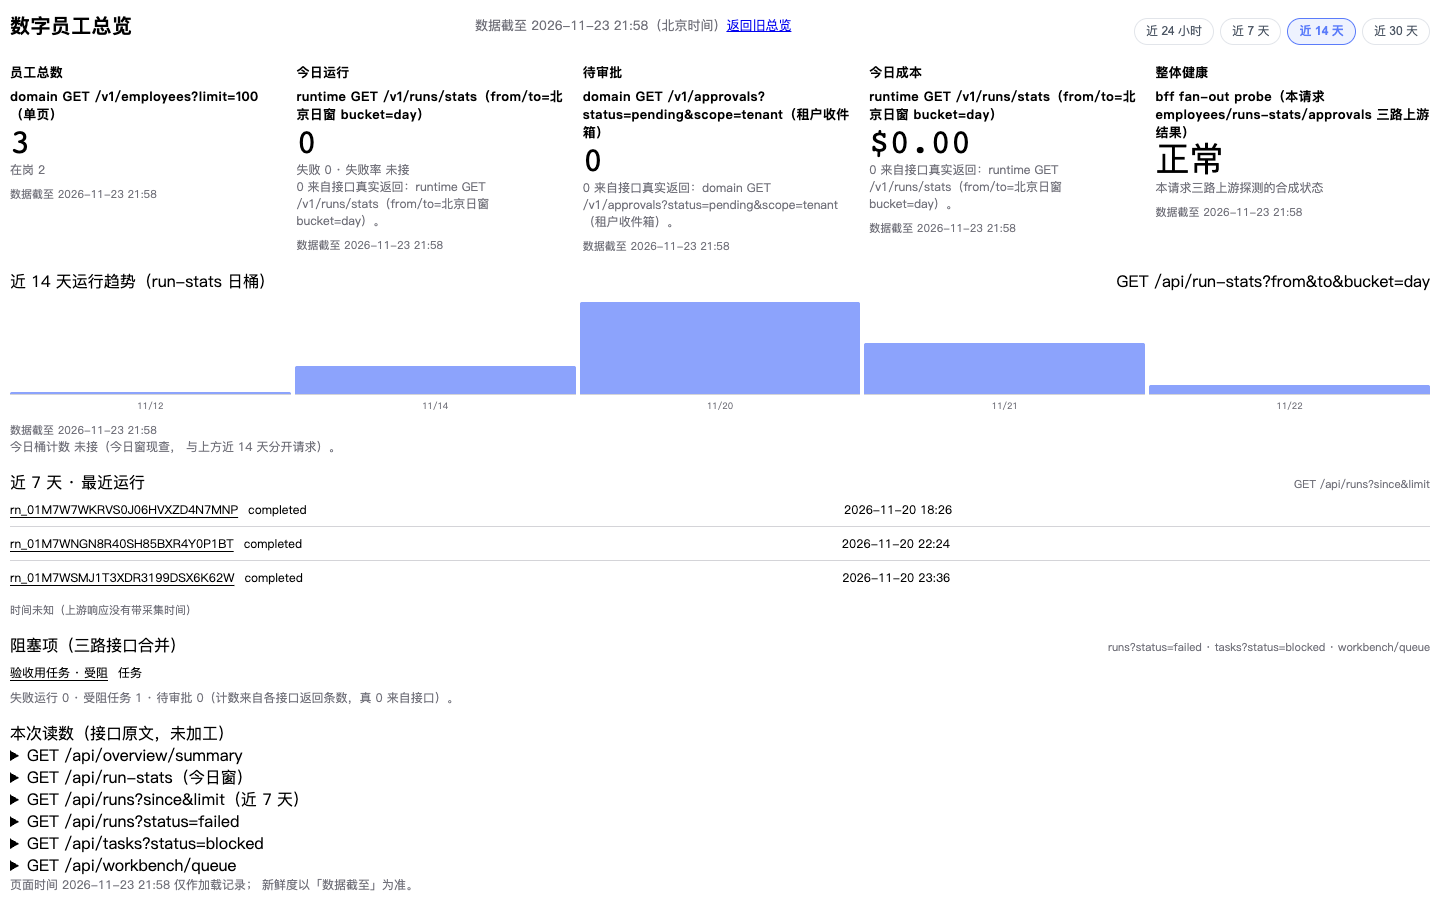 数字员工总览
数据截至 2026-11-23 21:58（北京时间）返回旧总览
近 24 小时
近 7 天
近 14 天
近 30 天
员工总数
domain GET /v1/employees?limit=100
（单页）
3
在岗 2
数据截至 2026-11-23 21:58
今日运行
runtime GET /v1/runs/stats（from/to=北
京日窗 bucket=day）
0
失败 0 · 失败率 未接
0 来自接口真实返回：runtime GET
/v1/runs/stats（from/to=北京日窗
bucket=day）。
数据截至 2026-11-23 21:58
待审批
domain GET /v1/approvals?
status=pending&scope=tenant（租户收件
箱）
0
0 来自接口真实返回：domain GET
/v1/approvals?status=pending&scope=tenant
（租户收件箱）。
数据截至 2026-11-23 21:58
今日成本
runtime GET /v1/runs/stats（from/to=北
京日窗 bucket=day）
$0.00
0 来自接口真实返回：runtime GET
/v1/runs/stats（from/to=北京日窗
bucket=day）。
数据截至 2026-11-23 21:58
整体健康
bff fan-out probe（本请求
employees/runs-stats/approvals 三路上游
结果）
正常
本请求三路上游探测的合成状态
数据截至 2026-11-23 21:58
近 14 天运行趋势（run-stats 日桶）
GET /api/run-stats?from&to&bucket=day
11/12
11/14
11/20
11/21
11/22
数据截至 2026-11-23 21:58
今日桶计数 未接（今日窗现查， 与上方近 14 天分开请求）。
近 7 天 · 最近运行
GET /api/runs?since&limit
rn_01M7W7WKRVS0J06HVXZD4N7MNP completed 2026-11-20 18:26
rn_01M7WNGN8R40SH85BXR4Y0P1BT completed 2026-11-20 22:24
rn_01M7WSMJ1T3XDR3199DSX6K62W completed 2026-11-20 23:36
时间未知（上游响应没有带采集时间）
阻塞项（三路接口合并）
runs?status=failed · tasks?status=blocked · workbench/queue
验收用任务 · 受阻 任务
失败运行 0 · 受阻任务 1 · 待审批 0（计数来自各接口返回条数，真 0 来自接口）。
本次读数（接口原文，未加工）
▶ GET /api/overview/summary
▶ GET /api/run-stats（今日窗）
▶ GET /api/runs?since&limit（近 7 天）
▶ GET /api/runs?status=failed
▶ GET /api/tasks?status=blocked
▶ GET /api/workbench/queue
页面时间 2026-11-23 21:58 仅作加载记录； 新鲜度以「数据截至」为准。